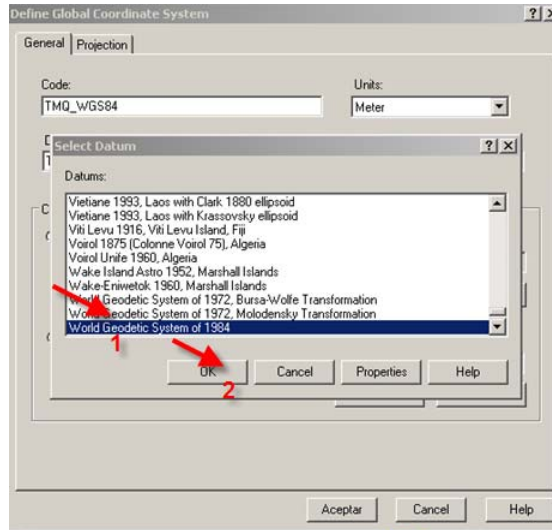 Define Global Coordinate System
General Projection
Code: Units:
TMQ_WGS84 Meter
Select Datum
Datums:
Vietiane 1993, Laos with Clark 1880 ellipsoid
Vietiane 1993, Laos with Krassovsky ellipsoid
Viti Levu 1916, Viti Levu Island, Fiji
Voirol 1875 (Colonne Voirol 75), Algeria
Voirol Unife 1960, Algeria
Wake Island Astro 1952, Marshall Islands
Wake-Eniwetok 1960, Marshall Islands
World Geodetic System of 1972, Bursa-Wolfe Transformation
World Geodetic System of 1972, Molodensky Transformation
World Geodetic System of 1984
1
OK Cancel Properties Help
2
Aceptar Cancel Help